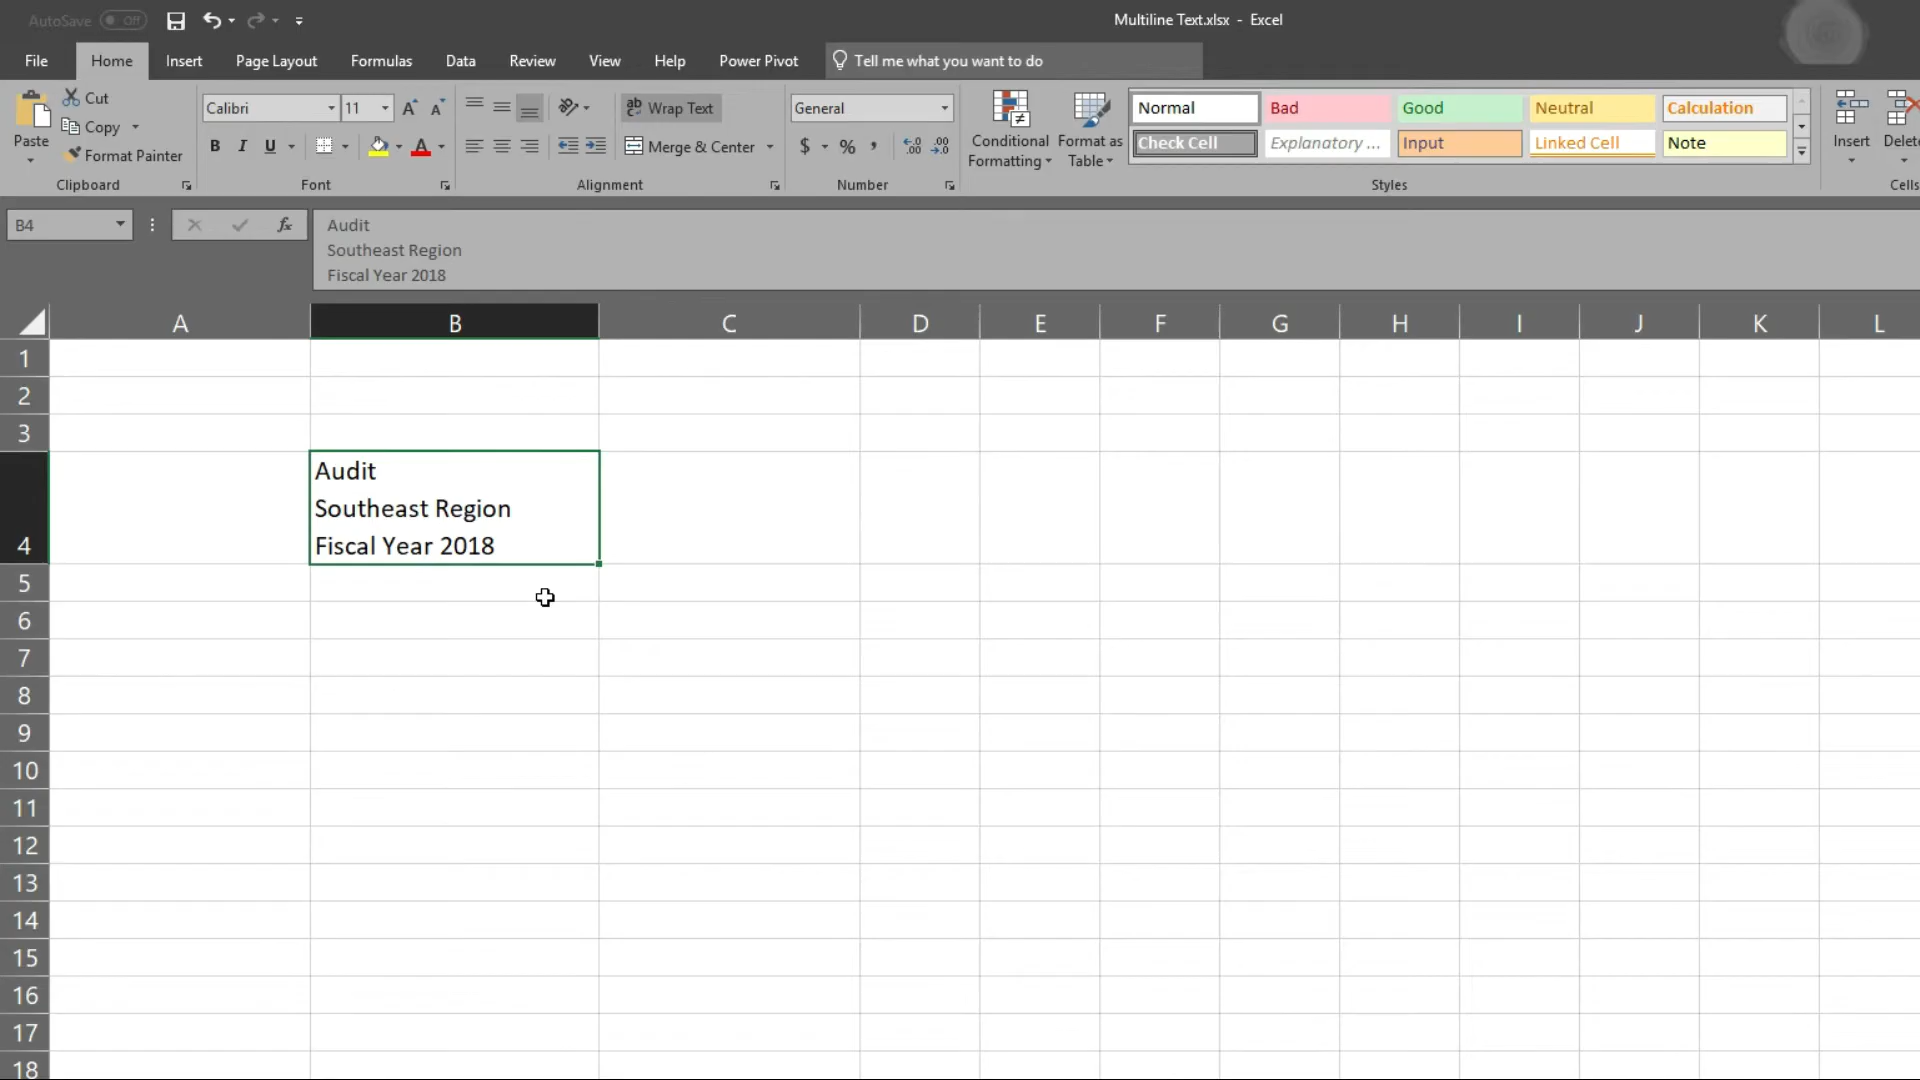 AutoSave Off
Multiline Text.xlsx - Excel
File Home Insert Page Layout Formulas Data Review View Help Power Pivot Tell me what you want to do
Paste
Cut
Copy
Format Painter
Clipboard
Calibri 11
B I U
Font
ab Wrap Text
Merge & Center
Alignment
General
$ % ,
Number
Conditional Formatting
Format as Table
Normal Bad Good Neutral Calculation
Check Cell Explanatory ... Input Linked Cell Note
Styles
Insert Delet
Cells
B4 fx
Audit
Southeast Region
Fiscal Year 2018
A B C D E F G H I J K L
1
2
3
Audit
Southeast Region
4 Fiscal Year 2018
5
6
7
8
9
10
11
12
13
14
15
16
17
18